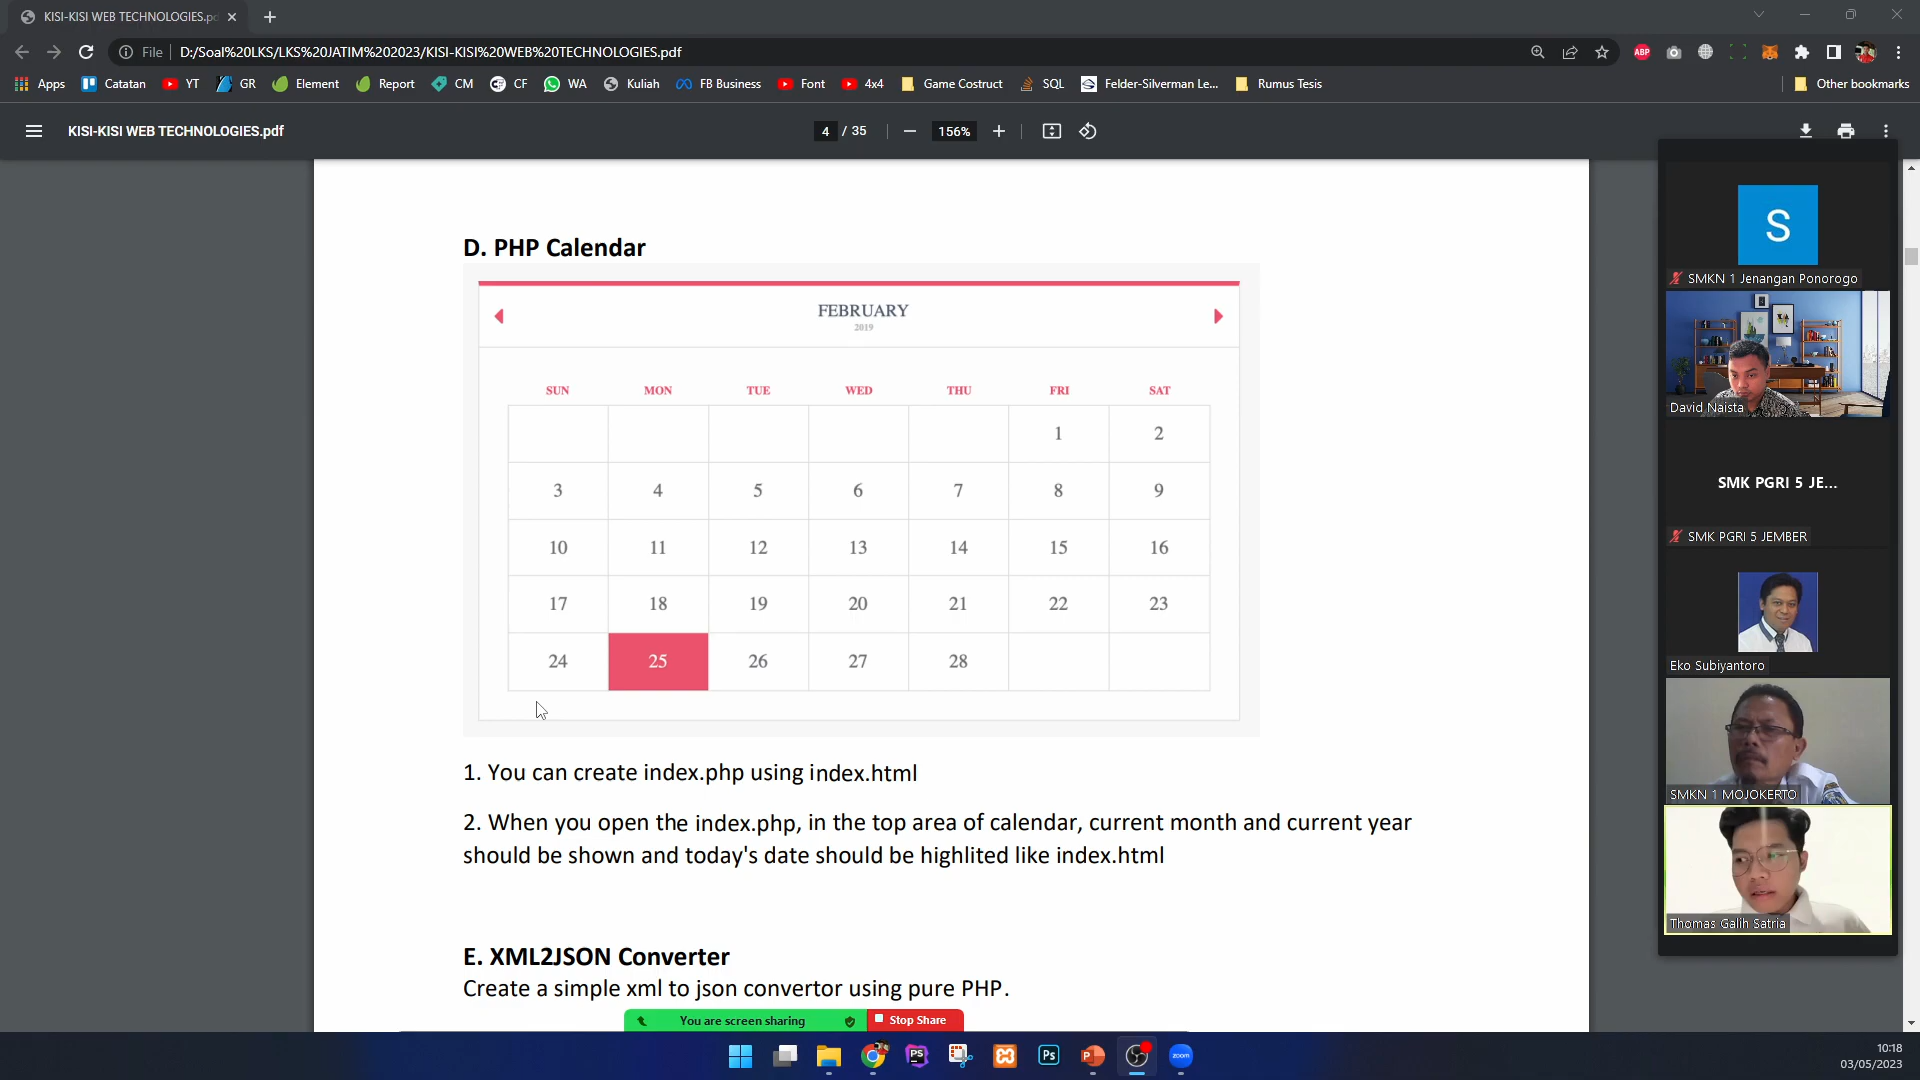 KISI-KISI WEB TECHNOLOGIES.pd
File
D:/Soal%20LKS/LKS%20JATIM%202023/KISI-KISI%20WEB%20TECHNOLOGIES.pdf
ABP
Apps
Catatan
YT
GR
Element
Report
CM
CF
WA
Kuliah
FB Business
Font
4x4
Game Costruct
SQL
Felder-Silverman Le...
Rumus Tesis
Other bookmarks
KISI-KISI WEB TECHNOLOGIES.pdf
4 / 35
156%
D. PHP Calendar
FEBRUARY
2019
SUN MON TUE WED THU FRI SAT
1 2
3 4 5 6 7 8 9
10 11 12 13 14 15 16
17 18 19 20 21 22 23
24 25 26 27 28
1. You can create index.php using index.html
2. When you open the index.php, in the top area of calendar, current month and current year
should be shown and today's date should be highlited like index.html
E. XML2JSON Converter
Create a simple xml to json convertor using pure PHP.
You are screen sharing
Stop Share
S
SMKN 1 Jenangan Ponorogo
David Naista
SMK PGRI 5 JE...
SMK PGRI 5 JEMBER
Eko Subiyantoro
SMKN 1 MOJOKERTO
Thomas Galih Satria
PS
Ps
P
zoom
10:18
03/05/2023